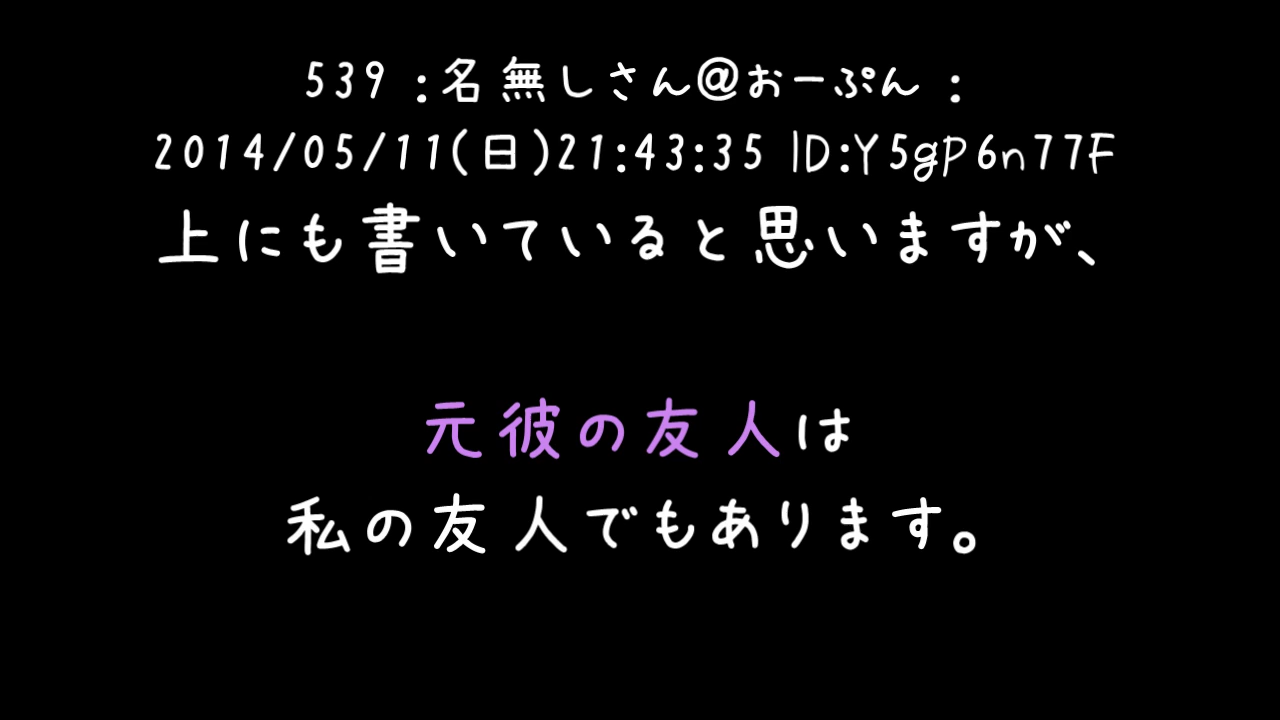 539 :名無しさん@おーぷん :
2014/05/11(日)21:43:35 ID:Y5gP6n77F
上にも書いていると思いますが、
元彼の友人は
私の友人でもあります。